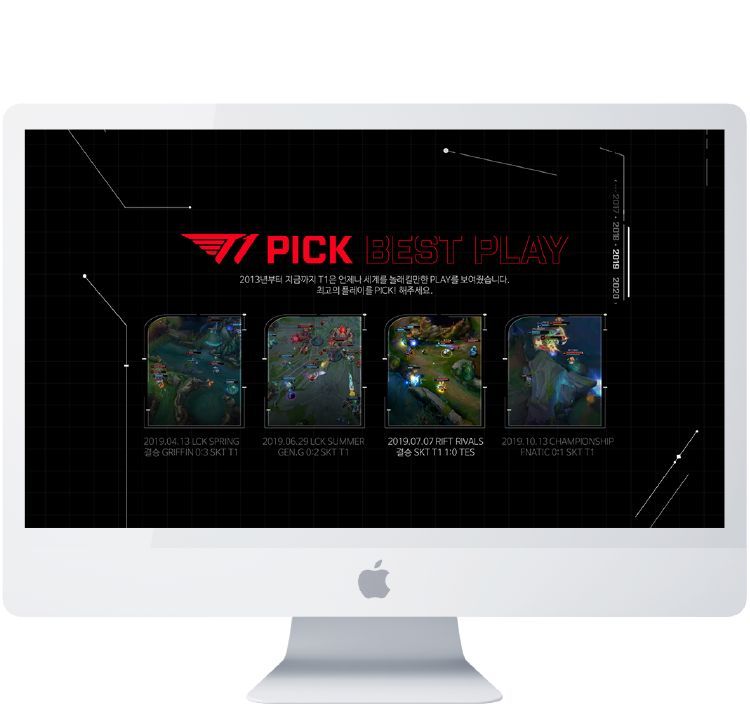 T1 PICK BEST PLAY
2013년부터 지금까지 T1은 언제나 세계를 놀래킬만한 PLAY를 보여줬습니다.
최고의 플레이를 PICK! 해주세요.
2017 - 2018 - 2019 - 2020
2019.04.13 LCK SPRING
결승 GRIFFIN 0:3 SKT T1
2019.06.29 LCK SUMMER
GEN.G 0:2 SKT T1
2019.07.07 RIFT RIVALS
결승 SKT T1 1:0 TES
2019.10.13 CHAMPIONSHIP
FNATIC 0:1 SKT T1